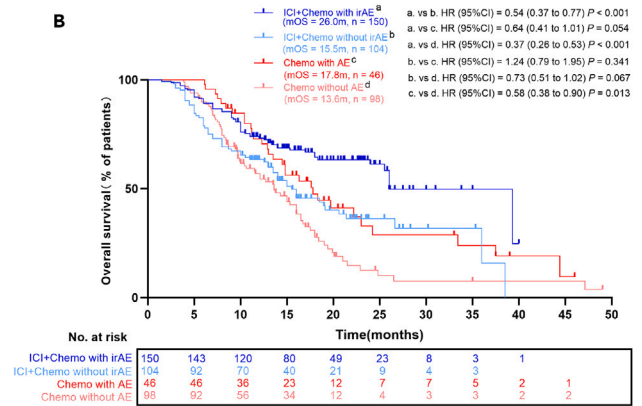 B
ICI+Chemo with irAE a
(mOS = 26.0m, n = 150)
ICI+Chemo without irAE b
(mOS = 15.5m, n = 104)
Chemo with AE c
(mOS = 17.8m, n = 46)
Chemo without AE d
(mOS = 13.6m, n = 98)
a. vs b. HR (95%CI) = 0.54 (0.37 to 0.77) P < 0.001
a. vs c. HR (95%CI) = 0.64 (0.41 to 1.01) P = 0.054
a. vs d. HR (95%CI) = 0.37 (0.26 to 0.53) P < 0.001
b. vs c. HR (95%CI) = 1.24 (0.79 to 1.95) P = 0.341
b. vs d. HR (95%CI) = 0.73 (0.51 to 1.02) P = 0.067
c. vs d. HR (95%CI) = 0.58 (0.38 to 0.90) P = 0.013
Overall survival( % of patients)
100
50
0
0 5 10 15 20 25 30 35 40 45 50
Time(months)
No. at risk
ICI+Chemo with irAE 150 143 120 80 49 23 8 3 1
ICI+Chemo without irAE 104 92 70 40 21 9 4 3
Chemo with AE 46 46 36 23 12 7 7 5 2 1
Chemo without AE 98 92 56 34 12 4 3 3 2 2